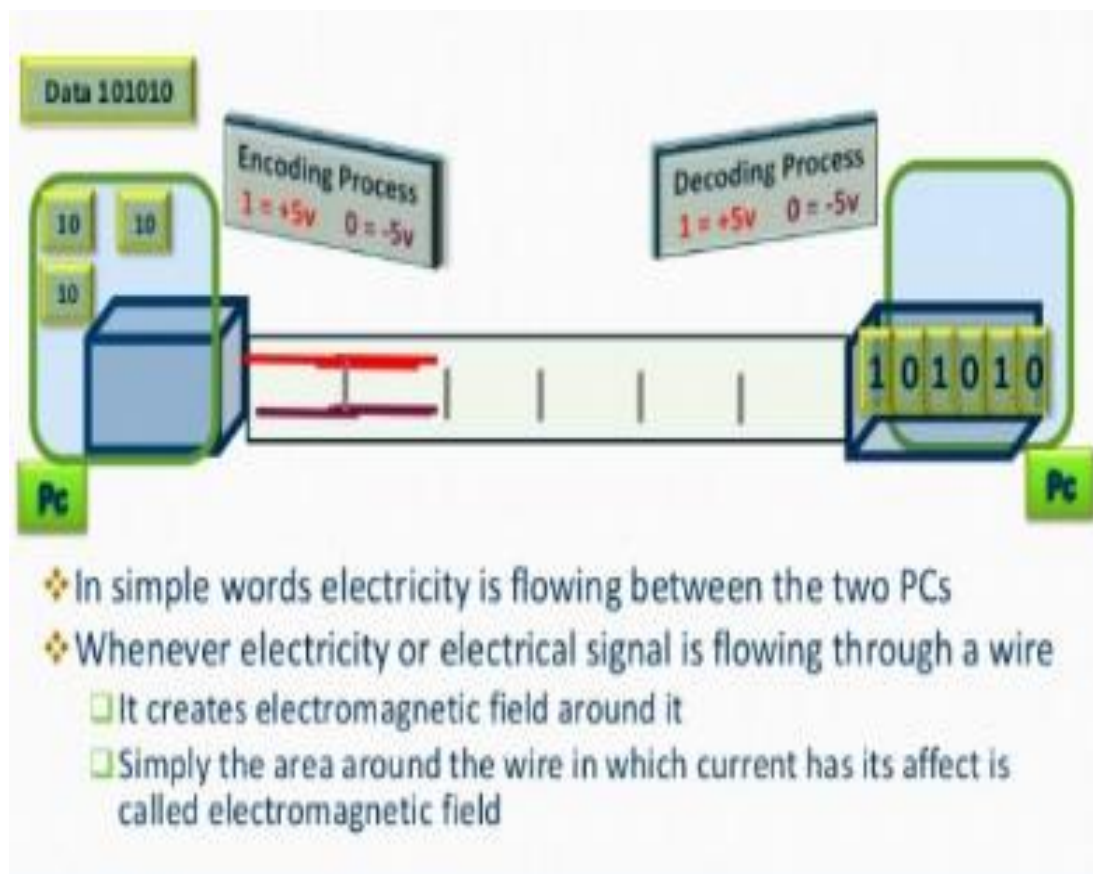 Data 101010
Encoding Process
1 = +5v 0 = -5v
Decoding Process
1 = +5v 0 = -5v
10 10
10
1 0 1 0 1 0
Pc
Pc
In simple words electricity is flowing between the two PCs
Whenever electricity or electrical signal is flowing through a wire
It creates electromagnetic field around it
Simply the area around the wire in which current has its affect is
called electromagnetic field